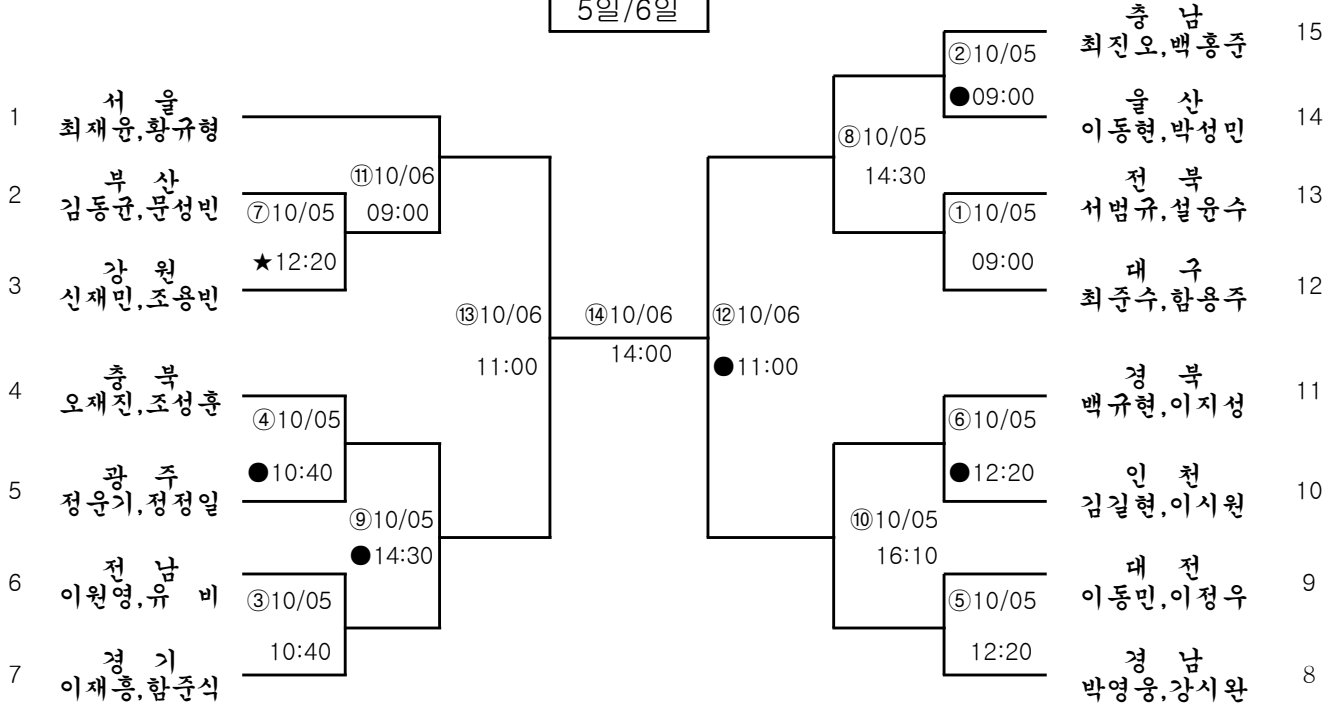 5일/6일
1
서 울
최재윤,황규형
2
부 산
김동균,문성빈
3
강 원
신재민,조용빈
4
충 북
오재진,조성훈
5
광 주
정운기,정정일
6
전 남
이원영,유 비
7
경 기
이재흥,함준식
⑦10/05
★12:20
④10/05
●10:40
③10/05
10:40
⑪10/06
09:00
⑨10/05
●14:30
⑬10/06
11:00
⑭10/06
14:00
⑫10/06
●11:00
⑧10/05
14:30
⑩10/05
16:10
②10/05
●09:00
①10/05
09:00
⑥10/05
●12:20
⑤10/05
12:20
충 남
최진오,백홍준
15
울 산
이동현,박성민
14
전 북
서범규,설윤수
13
대 구
최준수,함용주
12
경 북
백규현,이지성
11
인 천
김길현,이시원
10
대 전
이동민,이정우
9
경 남
박영웅,강시완
8